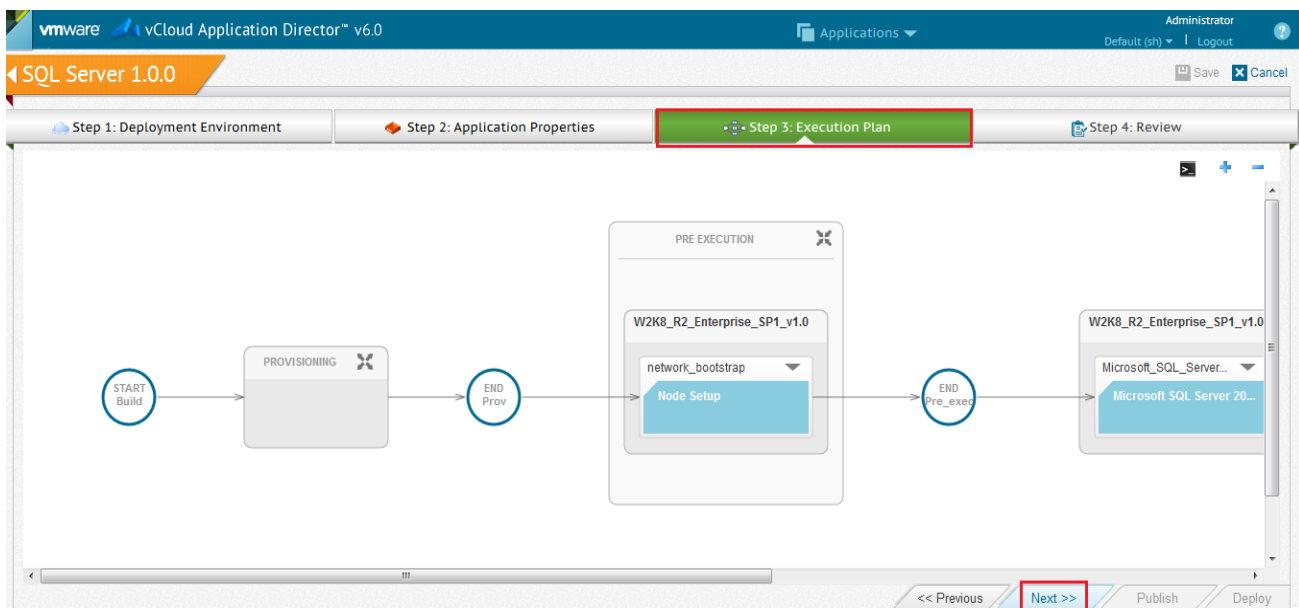 vmware vCloud Application Director™ v6.0
Applications
Administrator
Default (sh) | Logout
?
SQL Server 1.0.0
Save
Cancel
Step 1: Deployment Environment
Step 2: Application Properties
Step 3: Execution Plan
Step 4: Review
START
Build
PROVISIONING
END
Prov
PRE EXECUTION
W2K8_R2_Enterprise_SP1_v1.0
network_bootstrap
Node Setup
END
Pre_exec
W2K8_R2_Enterprise_SP1_v1.0
Microsoft_SQL_Server...
Microsoft SQL Server 20...
<< Previous
Next >>
Publish
Deploy